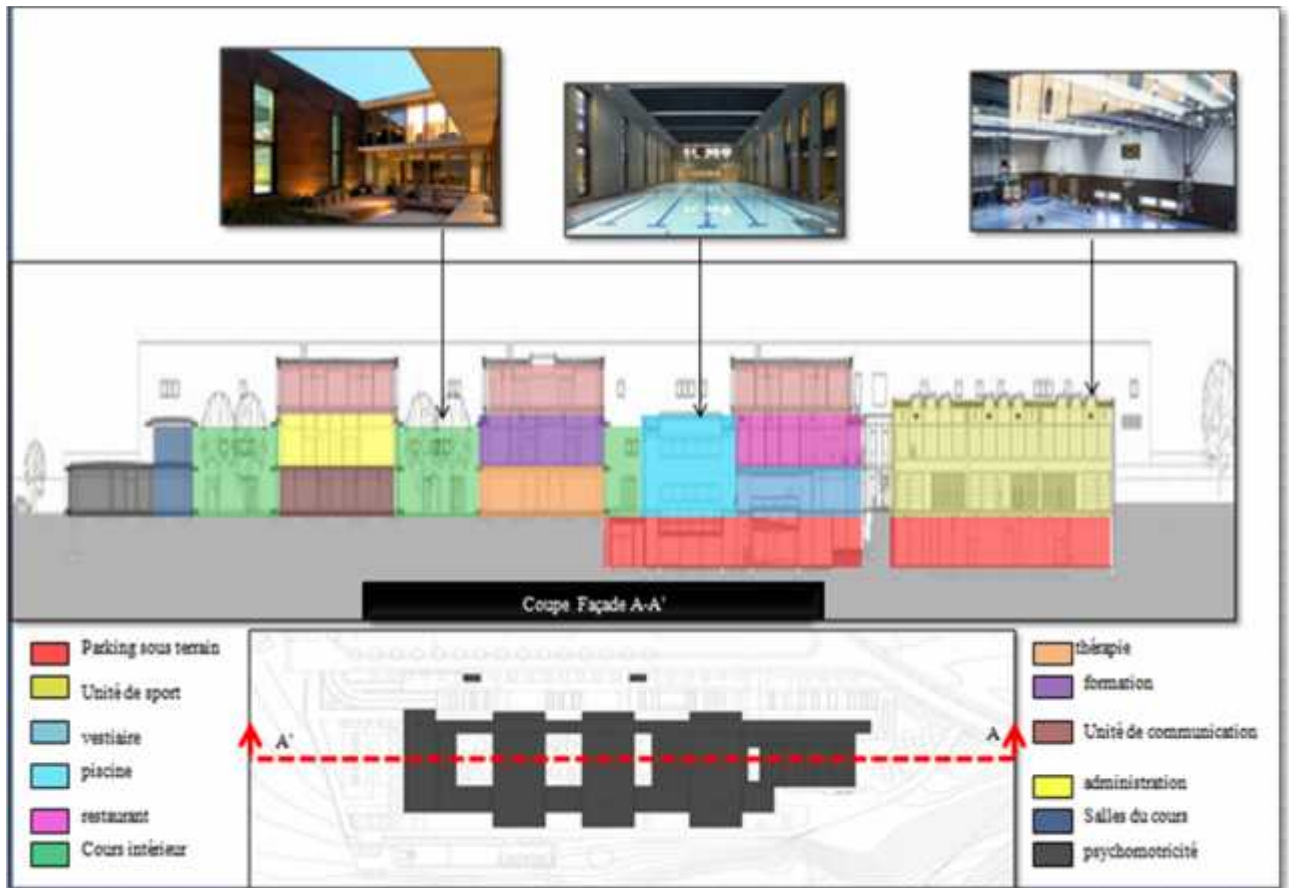 Coupe Façade A-A'
Parking sous terrain
Unité de sport
vestiaire
piscine
restaurant
Cours intérieur
A'
A
thérapie
formation
Unité de communication
administration
Salles du cours
psychomotricité